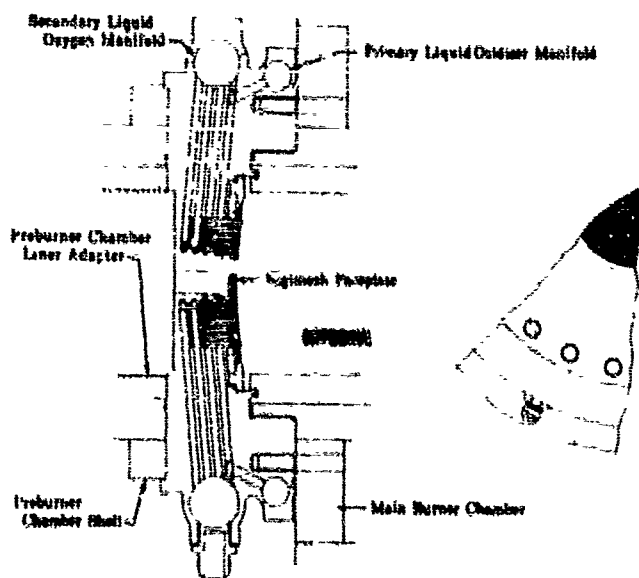 Secondary Liquid
Oxygen Manifold
Primary Liquid Oxidizer Manifold
Preburner Chamber
Liner Adapter
Rigimesh Faceplate
Preburner
Chamber Shell
Main Burner Chamber